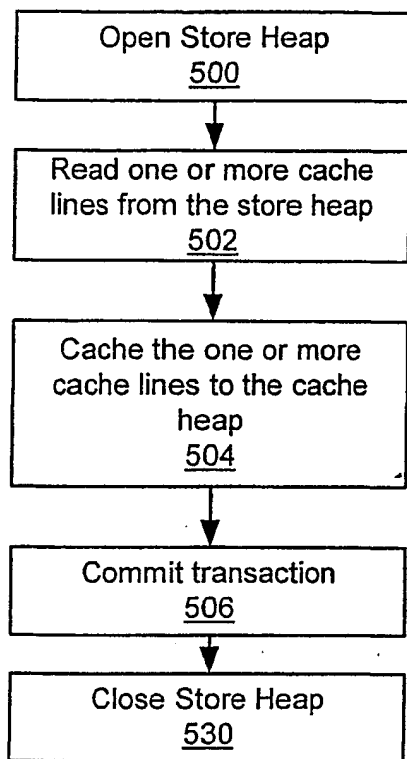 Open Store Heap
500
Read one or more cache
lines from the store heap
502
Cache the one or more
cache lines to the cache
heap
504
Commit transaction
506
Close Store Heap
530